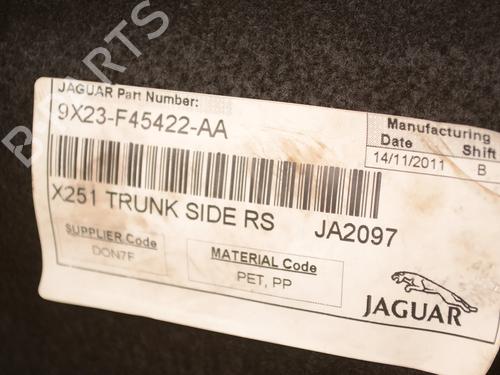 B PARTS
JAGUAR Part Number:
9X23-F45422-AA
Manufacturing
Date Shift
14/11/2011 B
X251 TRUNK SIDE RS JA2097
SUPPLIER Code
DON7F
MATERIAL Code
PET, PP
JAGUAR